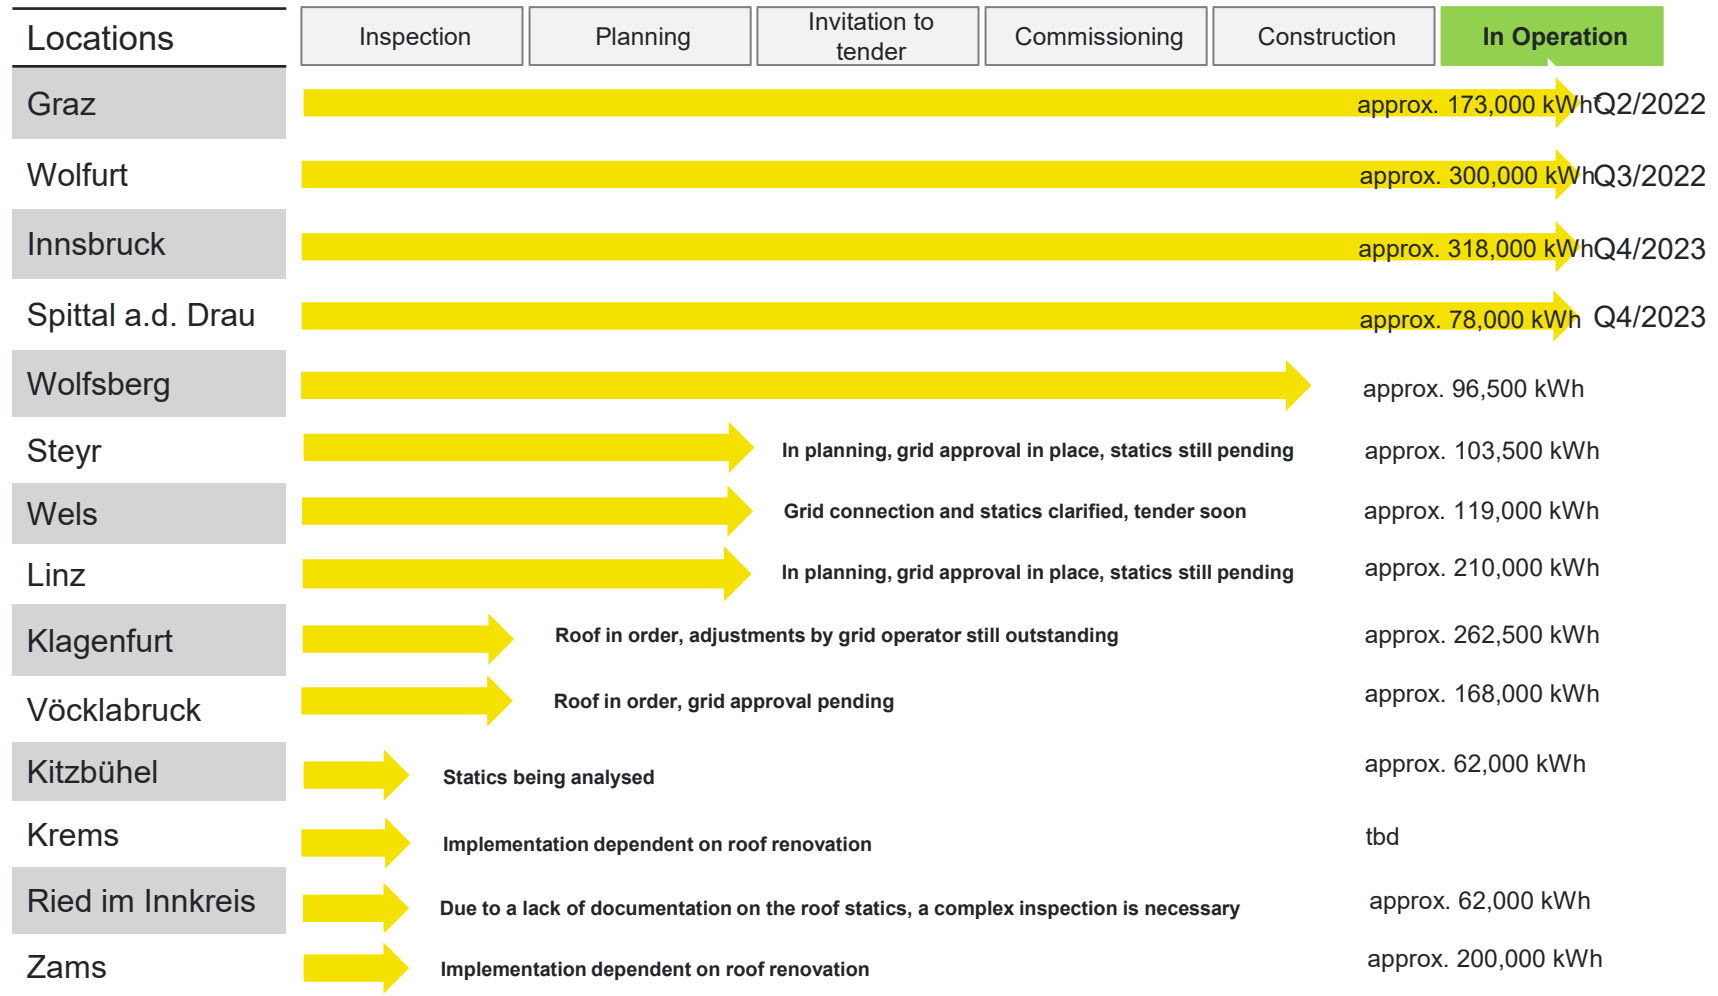 Locations
Inspection
Planning
Invitation to
tender
Commissioning
Construction
In Operation
Graz
approx. 173,000 kWh*
Q2/2022
Wolfurt
approx. 300,000 kWh
Q3/2022
Innsbruck
approx. 318,000 kWh
Q4/2023
Spittal a.d. Drau
approx. 78,000 kWh
Q4/2023
Wolfsberg
approx. 96,500 kWh
Steyr
In planning, grid approval in place, statics still pending
approx. 103,500 kWh
Wels
Grid connection and statics clarified, tender soon
approx. 119,000 kWh
Linz
In planning, grid approval in place, statics still pending
approx. 210,000 kWh
Klagenfurt
Roof in order, adjustments by grid operator still outstanding
approx. 262,500 kWh
Vöcklabruck
Roof in order, grid approval pending
approx. 168,000 kWh
Kitzbühel
Statics being analysed
approx. 62,000 kWh
Krems
Implementation dependent on roof renovation
tbd
Ried im Innkreis
Due to a lack of documentation on the roof statics, a complex inspection is necessary
approx. 62,000 kWh
Zams
Implementation dependent on roof renovation
approx. 200,000 kWh